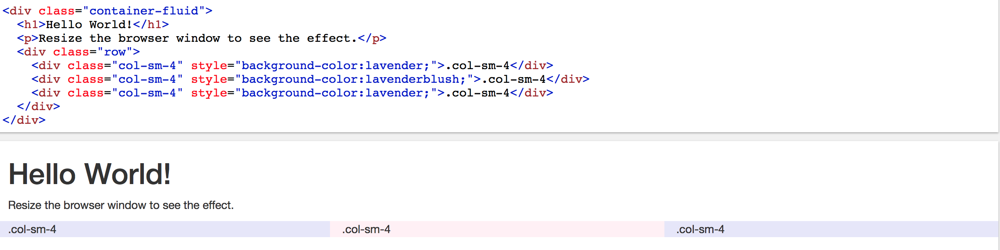 <div class="container-fluid">
  <h1>Hello World!</h1>
  <p>Resize the browser window to see the effect.</p>
  <div class="row">
    <div class="col-sm-4" style="background-color:lavender;">.col-sm-4</div>
    <div class="col-sm-4" style="background-color:lavenderblush;">.col-sm-4</div>
    <div class="col-sm-4" style="background-color:lavender;">.col-sm-4</div>
  </div>
</div>
Hello World!
Resize the browser window to see the effect.
.col-sm-4 .col-sm-4 .col-sm-4